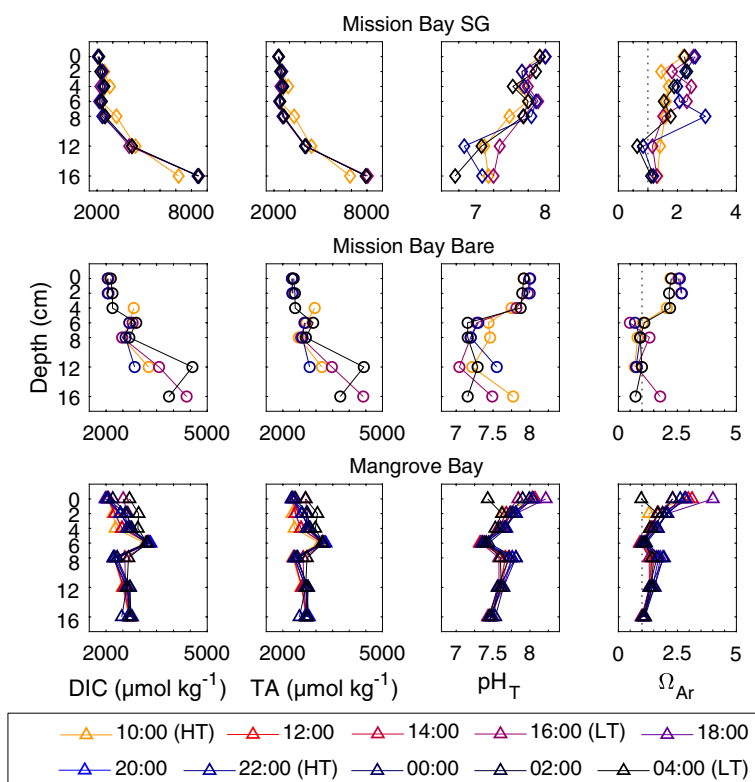 Mission Bay SG
0
2
4
6
8
12
16
2000 8000
2000 8000
7 8
0 2 4
Mission Bay Bare
Depth (cm)
0
2
4
6
8
12
16
2000 5000
2000 5000
7 7.5 8
0 2.5 5
Mangrove Bay
0
2
4
6
8
12
16
2000 5000
2000 5000
7 7.5 8
0 2.5 5
DIC (μmol kg⁻¹) TA (μmol kg⁻¹) pH_T Ω_Ar
10:00 (HT) 12:00 14:00 16:00 (LT) 18:00
20:00 22:00 (HT) 00:00 02:00 04:00 (LT)